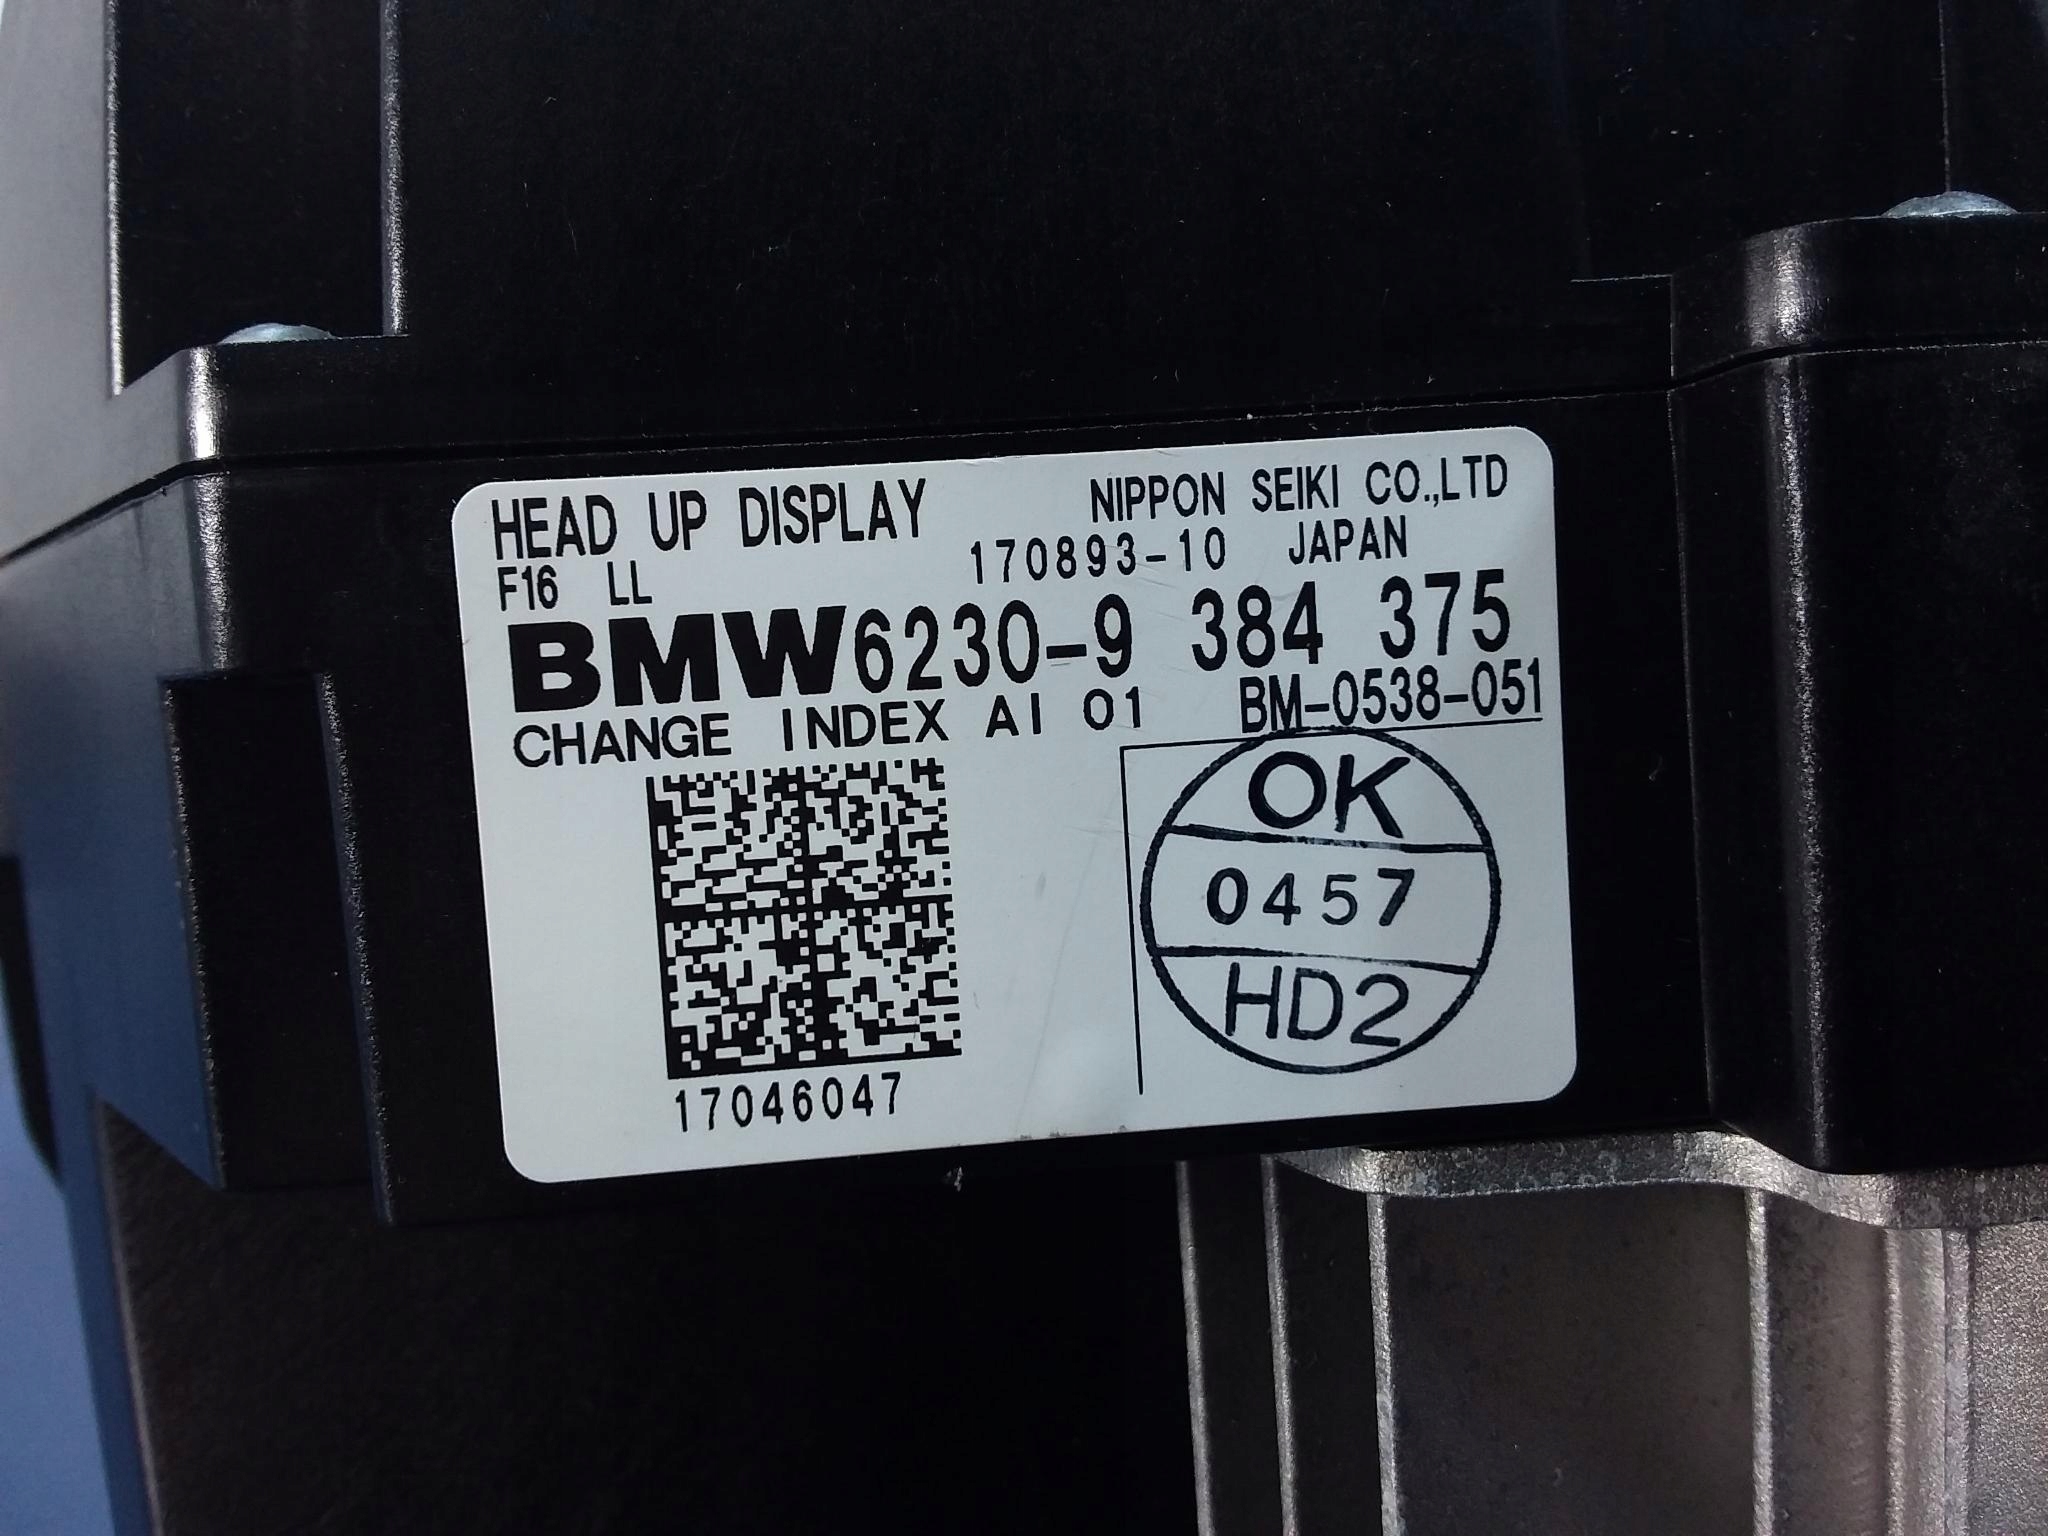 HEAD UP DISPLAY NIPPON SEIKI CO.,LTD
F16 LL 170893-10 JAPAN
BMW6230-9 384 375
CHANGE INDEX AI 01 BM-0538-051
OK
0457
HD2
17046047